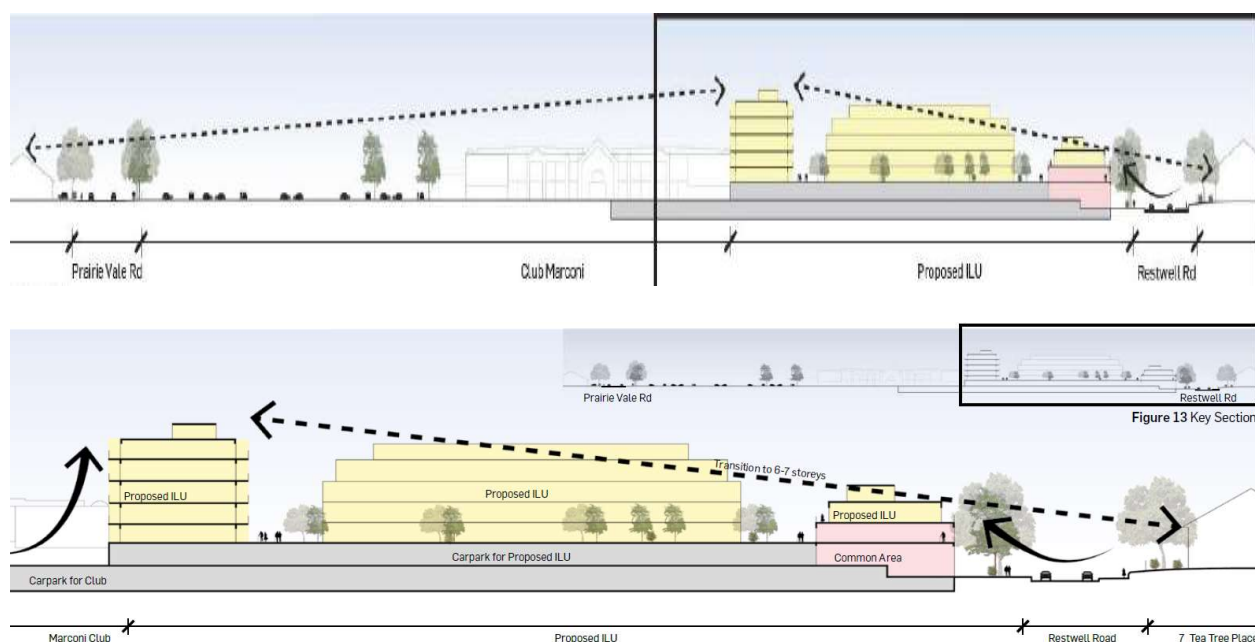 Prairie Vale Rd
Club Marconi
Proposed ILU
Restwell Rd
Prairie Vale Rd
Restwell Rd
Figure 13 Key Section
Transition to 6-7 storeys
Proposed ILU
Proposed ILU
Proposed ILU
Carpark for Proposed ILU
Common Area
Carpark for Club
Marconi Club
Proposed ILU
Restwell Road
7 Tea Tree Place